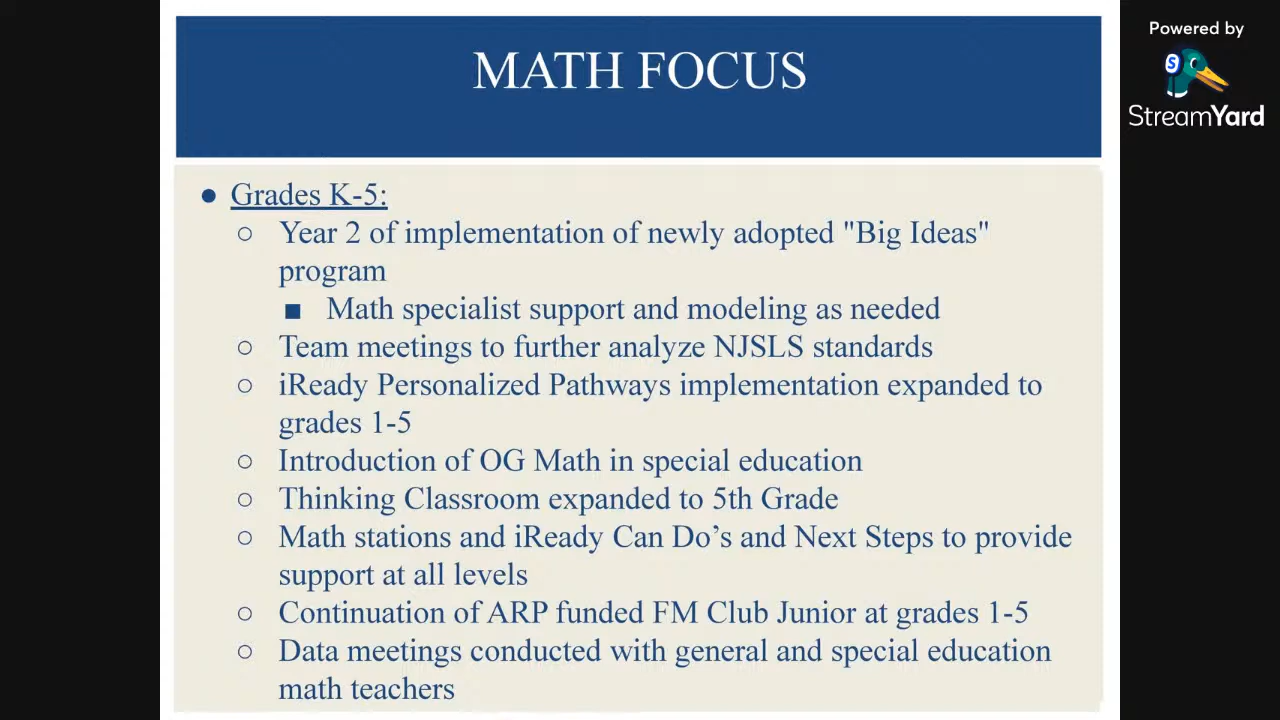 MATH FOCUS
Powered by
StreamYard
● Grades K-5:
○ Year 2 of implementation of newly adopted "Big Ideas"
program
■ Math specialist support and modeling as needed
○ Team meetings to further analyze NJSLS standards
○ iReady Personalized Pathways implementation expanded to
grades 1-5
○ Introduction of OG Math in special education
○ Thinking Classroom expanded to 5th Grade
○ Math stations and iReady Can Do’s and Next Steps to provide
support at all levels
○ Continuation of ARP funded FM Club Junior at grades 1-5
○ Data meetings conducted with general and special education
math teachers